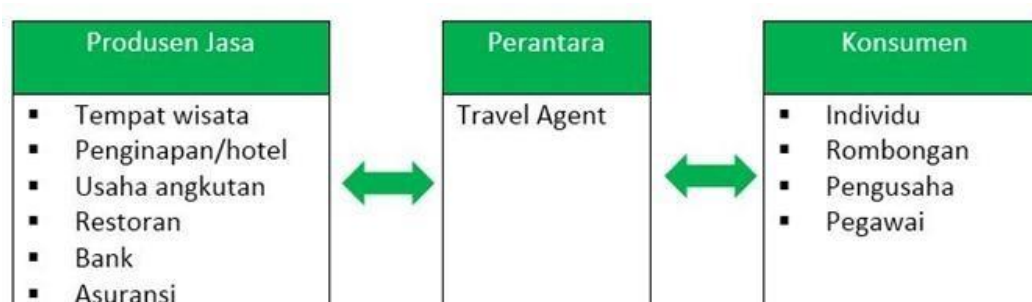 Produsen Jasa
▪ Tempat wisata
▪ Penginapan/hotel
▪ Usaha angkutan
▪ Restoran
▪ Bank
▪ Asuransi
Perantara
Travel Agent
Konsumen
▪ Individu
▪ Rombongan
▪ Pengusaha
▪ Pegawai